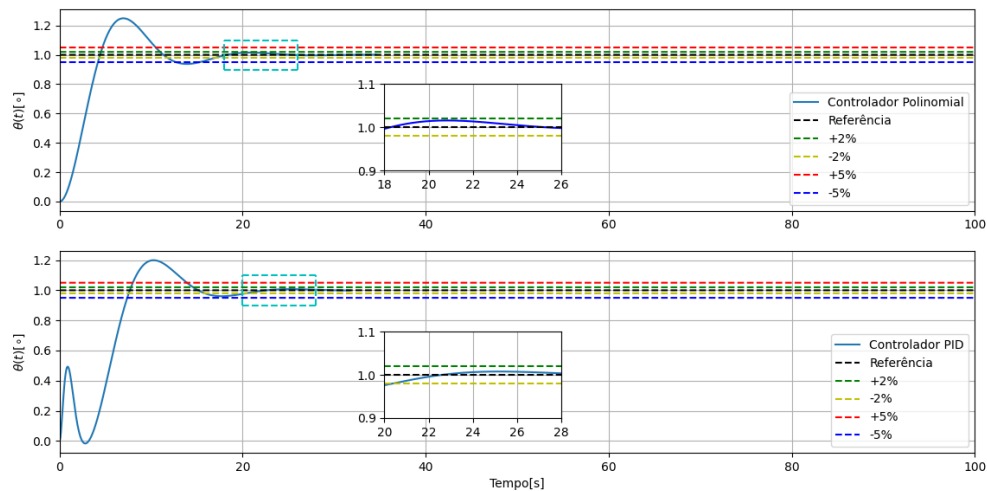 1.2
1.0
0.8
0.6
0.4
0.2
0.0
θ(t)[∘]
1.1
1.0
0.9
18 20 22 24 26
Controlador Polinomial
Referência
+2%
-2%
+5%
-5%
0 20 40 60 80 100
1.2
1.0
0.8
0.6
0.4
0.2
0.0
θ(t)[∘]
1.1
1.0
0.9
20 22 24 26 28
Controlador PID
Referência
+2%
-2%
+5%
-5%
0 20 40 60 80 100
Tempo[s]